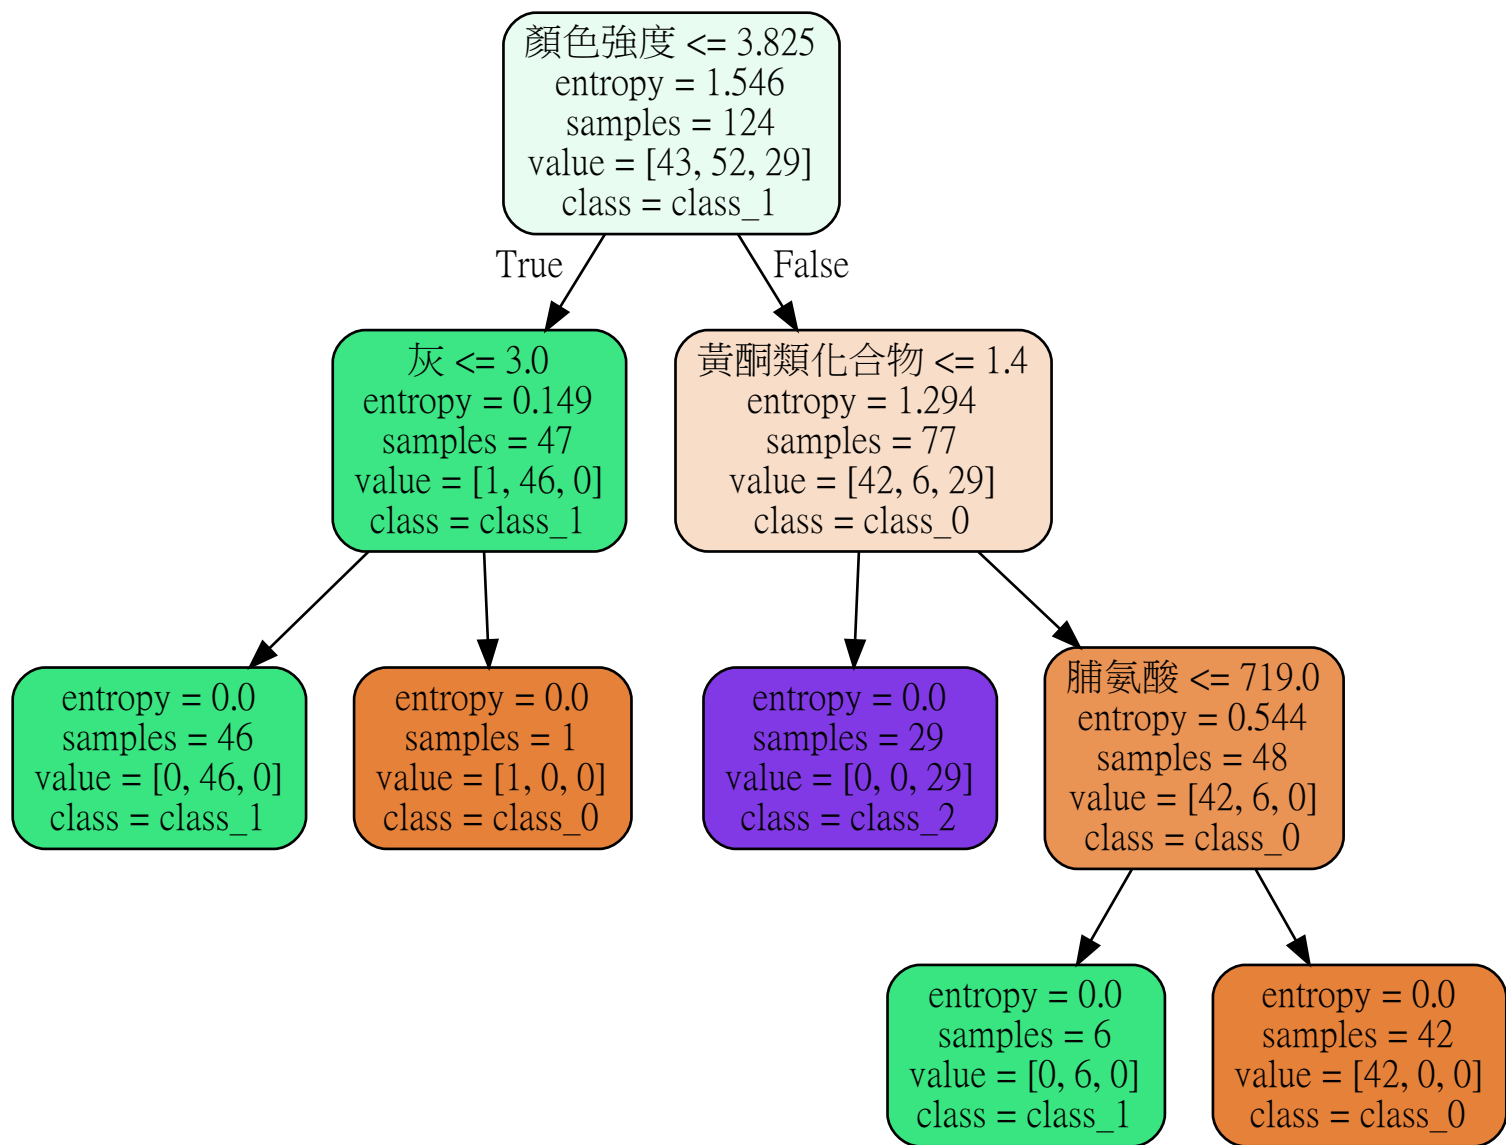 顏色強度 <= 3.825
entropy = 1.546
samples = 124
value = [43, 52, 29]
class = class_1
True
False
灰 <= 3.0
entropy = 0.149
samples = 47
value = [1, 46, 0]
class = class_1
黃酮類化合物 <= 1.4
entropy = 1.294
samples = 77
value = [42, 6, 29]
class = class_0
entropy = 0.0
samples = 46
value = [0, 46, 0]
class = class_1
entropy = 0.0
samples = 1
value = [1, 0, 0]
class = class_0
entropy = 0.0
samples = 29
value = [0, 0, 29]
class = class_2
脯氨酸 <= 719.0
entropy = 0.544
samples = 48
value = [42, 6, 0]
class = class_0
entropy = 0.0
samples = 6
value = [0, 6, 0]
class = class_1
entropy = 0.0
samples = 42
value = [42, 0, 0]
class = class_0